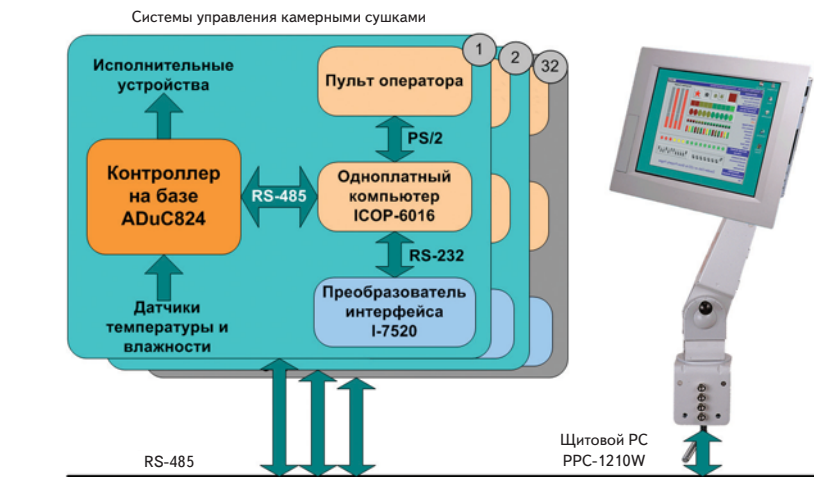 Системы управления камерными сушками
1
2
32
Исполнительные
устройства
Пульт оператора
PS/2
Контроллер
на базе
ADuC824
RS-485
Одноплатный
компьютер
ICOP-6016
RS-232
Преобразователь
интерфейса
I-7520
Датчики
температуры и
влажности
RS-485
Щитовой PC
PPC-1210W